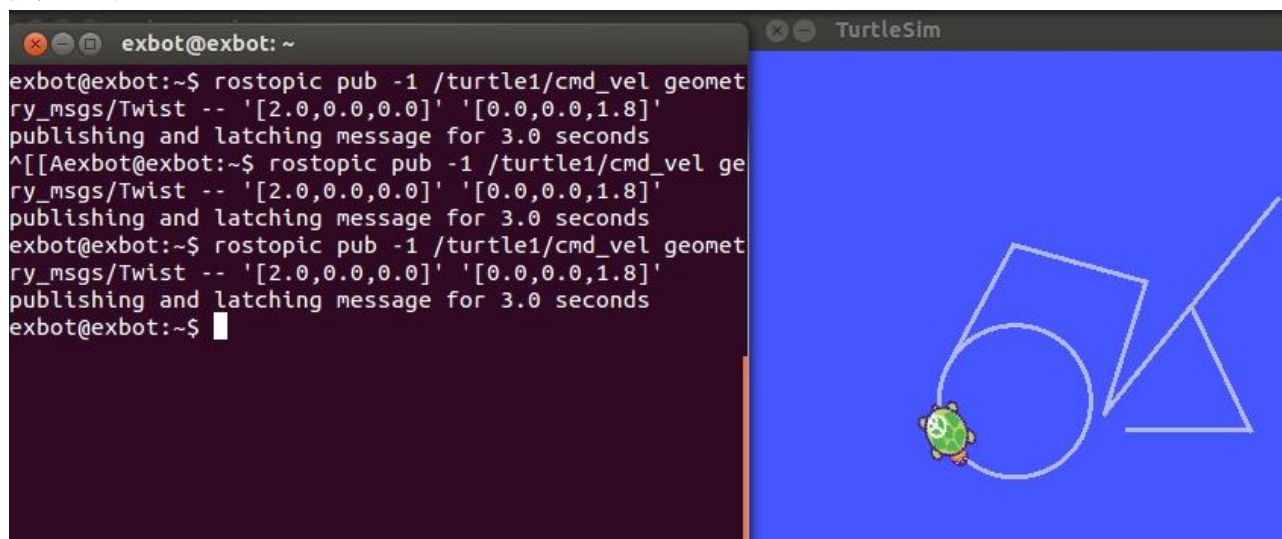 exbot@exbot: ~
exbot@exbot:~$ rostopic pub -1 /turtle1/cmd_vel geomet
ry_msgs/Twist -- '[2.0,0.0,0.0]' '[0.0,0.0,1.8]'
publishing and latching message for 3.0 seconds
^[[Aexbot@exbot:~$ rostopic pub -1 /turtle1/cmd_vel ge
ry_msgs/Twist -- '[2.0,0.0,0.0]' '[0.0,0.0,1.8]'
publishing and latching message for 3.0 seconds
exbot@exbot:~$ rostopic pub -1 /turtle1/cmd_vel geomet
ry_msgs/Twist -- '[2.0,0.0,0.0]' '[0.0,0.0,1.8]'
publishing and latching message for 3.0 seconds
exbot@exbot:~$
TurtleSim